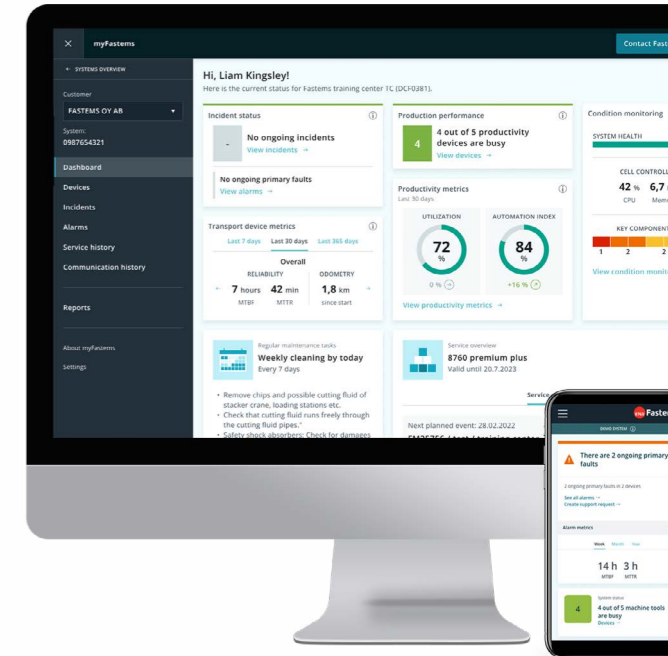 × myFastems
Contact Fast
← SYSTEMS OVERVIEW
Customer
FASTEMS OY AB
System:
0987654321
Dashboard
Devices
Incidents
Alarms
Service history
Communication history
Reports
About myFastems
Settings
Hi, Liam Kingsley!
Here is the current status for Fastems training center TC (DCF0381).
Incident status
-
No ongoing incidents
View incidents →
No ongoing primary faults
View alarms →
Transport device metrics
Last 7 days Last 30 days Last 365 days
Overall
RELIABILITY ODOMETRY
← 7 hours 42 min 1,8 km →
MTBF MTTR since start
Production performance
4
4 out of 5 productivity
devices are busy
View devices →
Productivity metrics
Last 30 days
UTILIZATION AUTOMATION INDEX
72 84
% %
0 % +16 %
View productivity metrics →
Condition monitoring
SYSTEM HEALTH
CELL CONTROLL
42 % 6,7
CPU Mem
KEY COMPONENT
1 2 2
View condition monito
Regular maintenance tasks
Weekly cleaning by today
Every 7 days
• Remove chips and possible cutting fluid of
stacker crane, loading stations etc.
• Check that cutting fluid runs freely through
the cutting fluid pipes."
• Safety shock absorbers: Check for damages
Service overview
8760 premium plus
Valid until 20.7.2023
Service
Next planned event: 28.02.2022
Faster
DEMO SYSTEM
There are 2 ongoing primary
faults
2 ongoing primary faults in 2 devices
See all alarms →
Create support request →
Alarm metrics
Week Month Year
14 h 3 h
MTBF MTTR
4
System status
4 out of 5 machine tools
are busy
Devices →